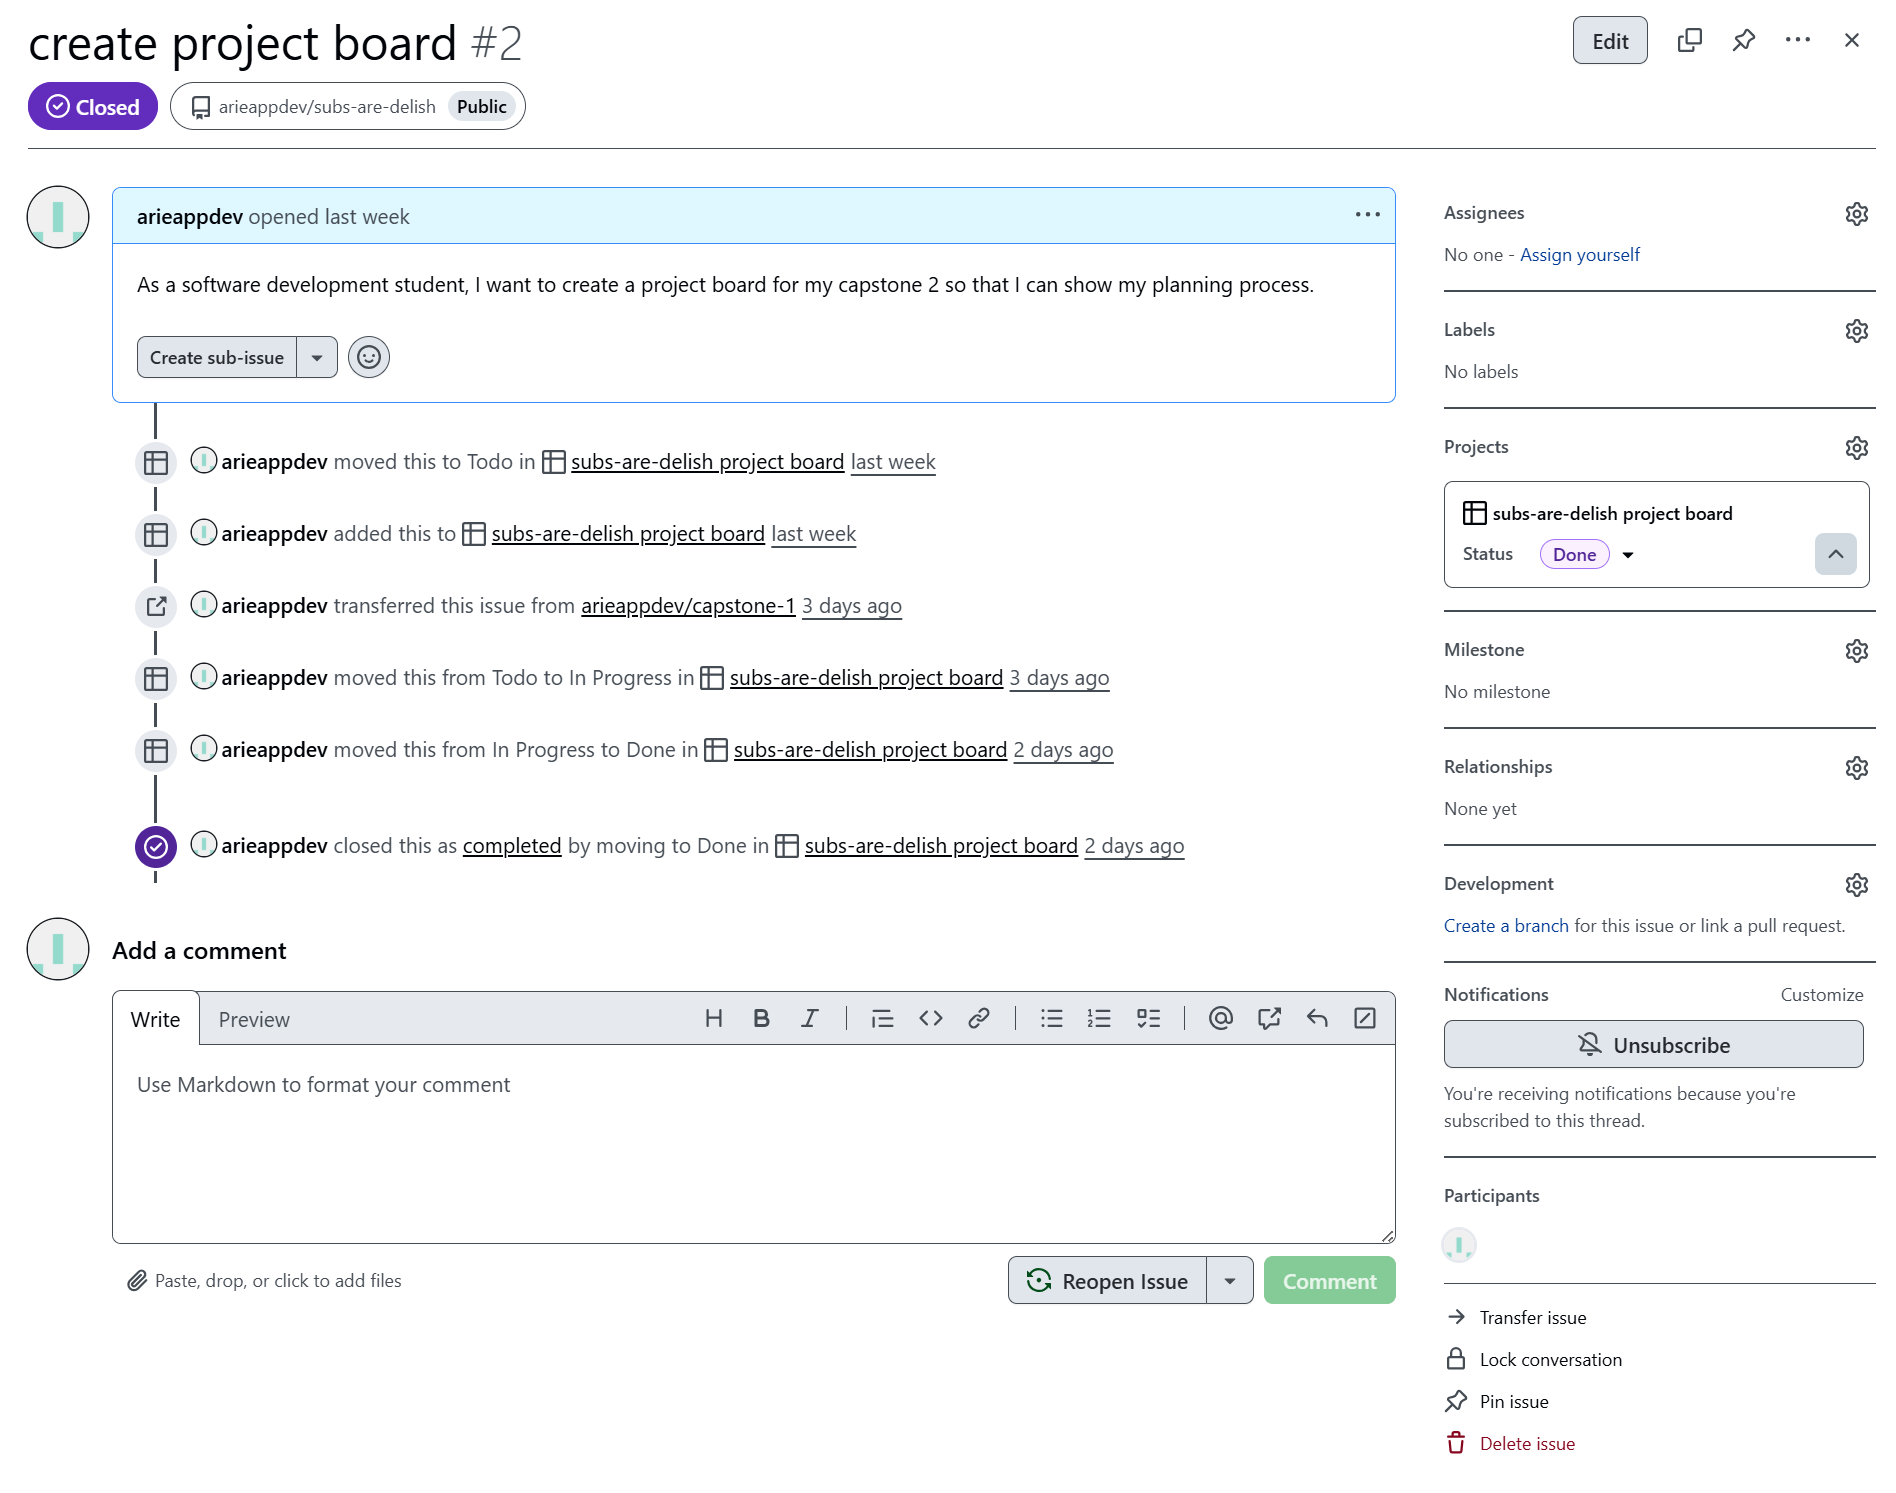 create project board #2
Edit
Closed
arieappdev/subs-are-delish Public
arieappdev opened last week
As a software development student, I want to create a project board for my capstone 2 so that I can show my planning process.
Create sub-issue
arieappdev moved this to Todo in subs-are-delish project board last week
arieappdev added this to subs-are-delish project board last week
arieappdev transferred this issue from arieappdev/capstone-1 3 days ago
arieappdev moved this from Todo to In Progress in subs-are-delish project board 3 days ago
arieappdev moved this from In Progress to Done in subs-are-delish project board 2 days ago
arieappdev closed this as completed by moving to Done in subs-are-delish project board 2 days ago
Add a comment
Write Preview
Use Markdown to format your comment
Paste, drop, or click to add files
Reopen Issue
Comment
Assignees
No one - Assign yourself
Labels
No labels
Projects
subs-are-delish project board
Status Done
Milestone
No milestone
Relationships
None yet
Development
Create a branch for this issue or link a pull request.
Notifications Customize
Unsubscribe
You're receiving notifications because you're
subscribed to this thread.
Participants
Transfer issue
Lock conversation
Pin issue
Delete issue